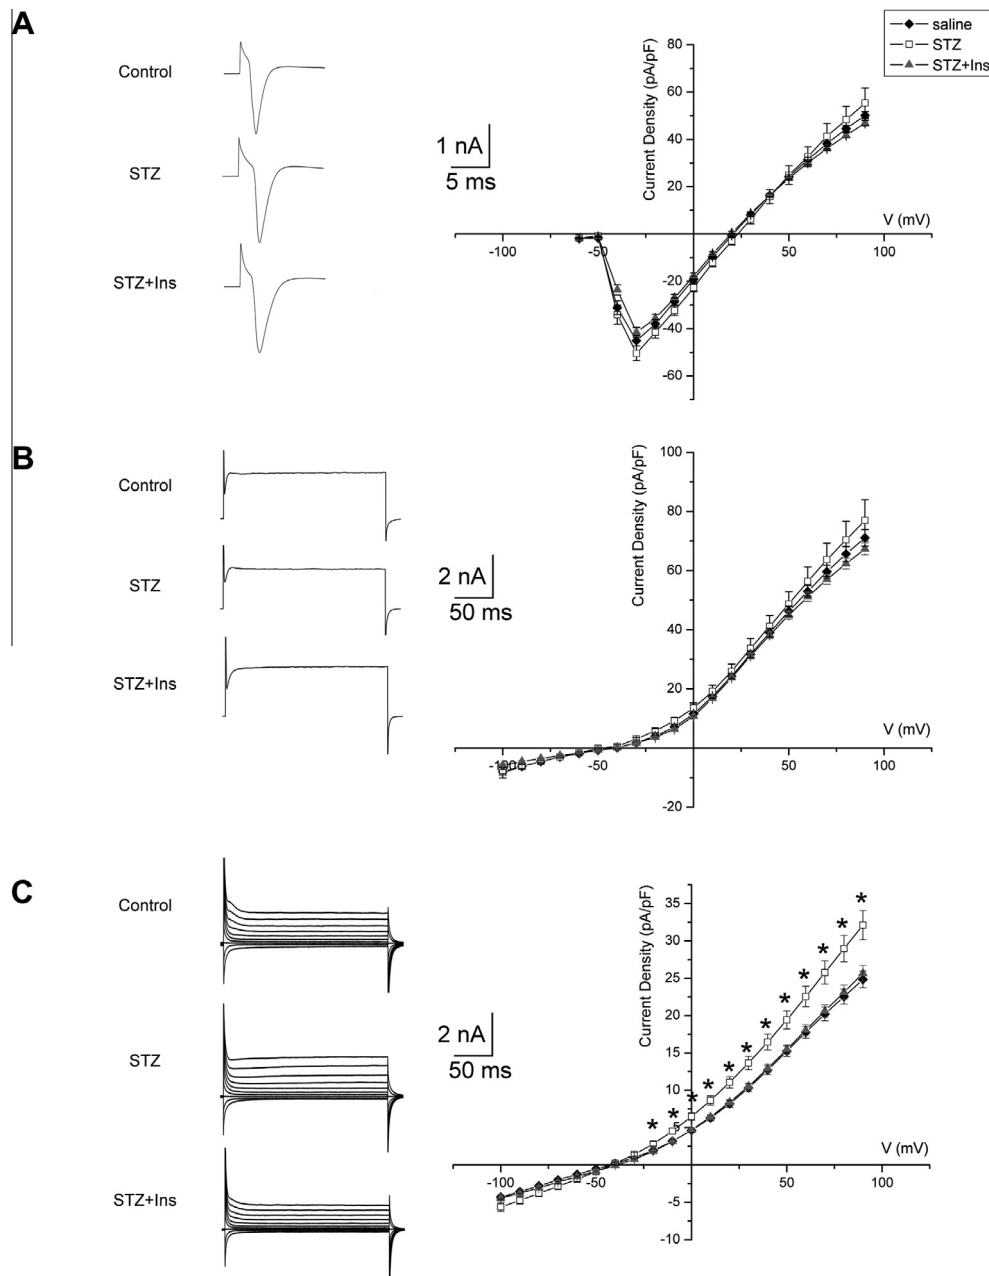 A
saline
STZ
STZ+Ins
Control
STZ
STZ+Ins
1 nA
5 ms
Current Density (pA/pF)
V (mV)
80
60
40
20
-20
-40
-60
-100
-50
50
100
B
Control
STZ
STZ+Ins
2 nA
50 ms
Current Density (pA/pF)
V (mV)
100
80
60
40
20
-20
-100
-50
50
100
C
Control
STZ
STZ+Ins
2 nA
50 ms
Current Density (pA/pF)
V (mV)
35
30
25
20
15
10
5
-5
-10
-100
-50
50
100
* * * * * * * * * * * *